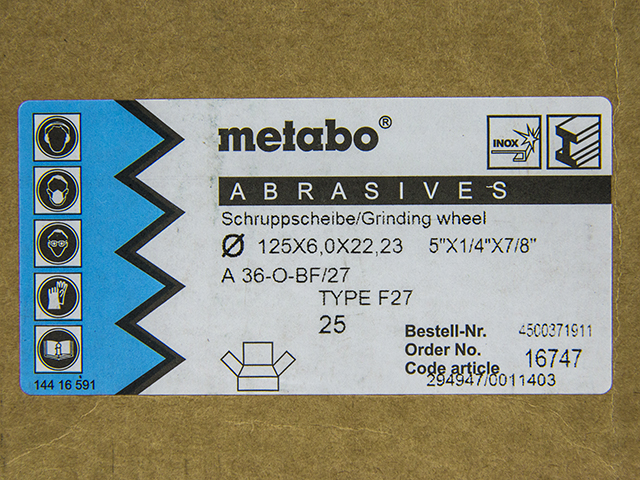 metabo®
INOX
ABRASIVES
Schruppscheibe/Grinding wheel
Ø 125X6,0X22,23 5"X1/4"X7/8"
A 36-O-BF/27
TYPE F27
25
Bestell-Nr. 4500371911
Order No. 16747
Code article
294947/0011403
144 16 591